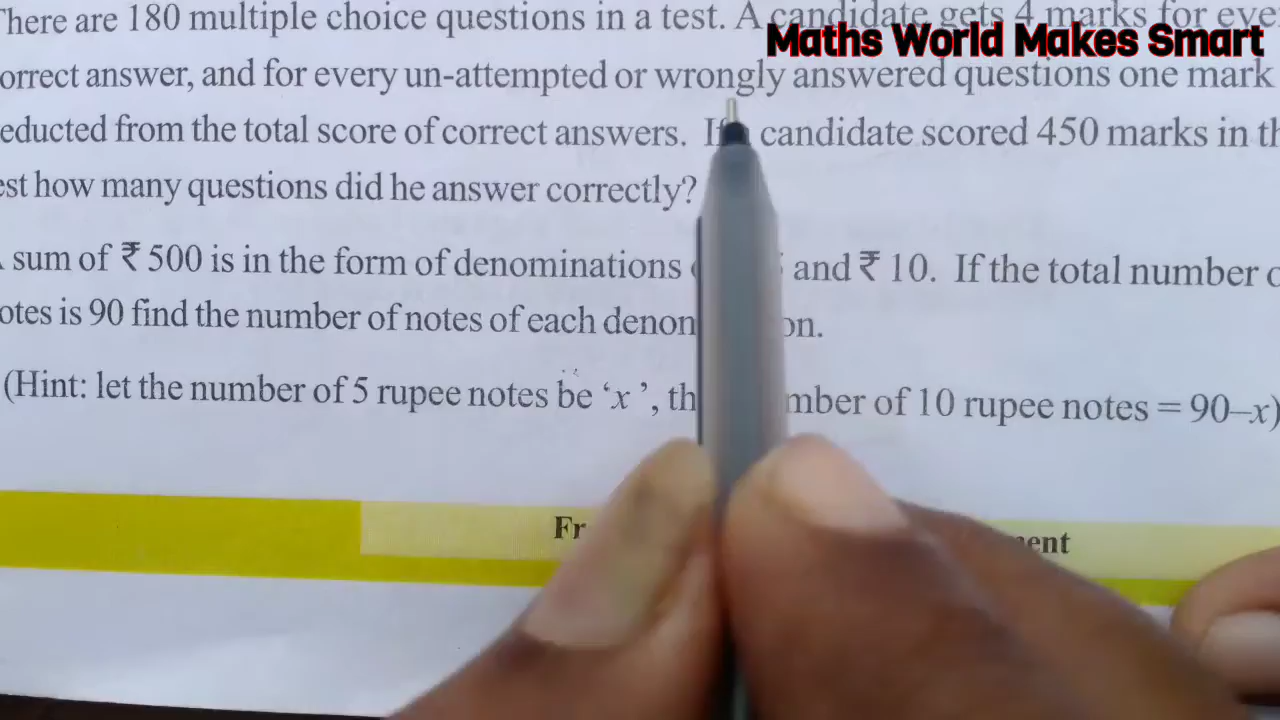 here are 180 multiple choice questions in a test. A candidate gets 4 marks for eve
Maths World Makes Smart
orrect answer, and for every un-attempted or wrongly answered questions one mark
educted from the total score of correct answers. If candidate scored 450 marks in th
est how many questions did he answer correctly?
sum of ₹ 500 is in the form of denominations and ₹ 10. If the total number o
otes is 90 find the number of notes of each denon on.
(Hint: let the number of 5 rupee notes be ‘x’, th mber of 10 rupee notes = 90–x)
Fr ent